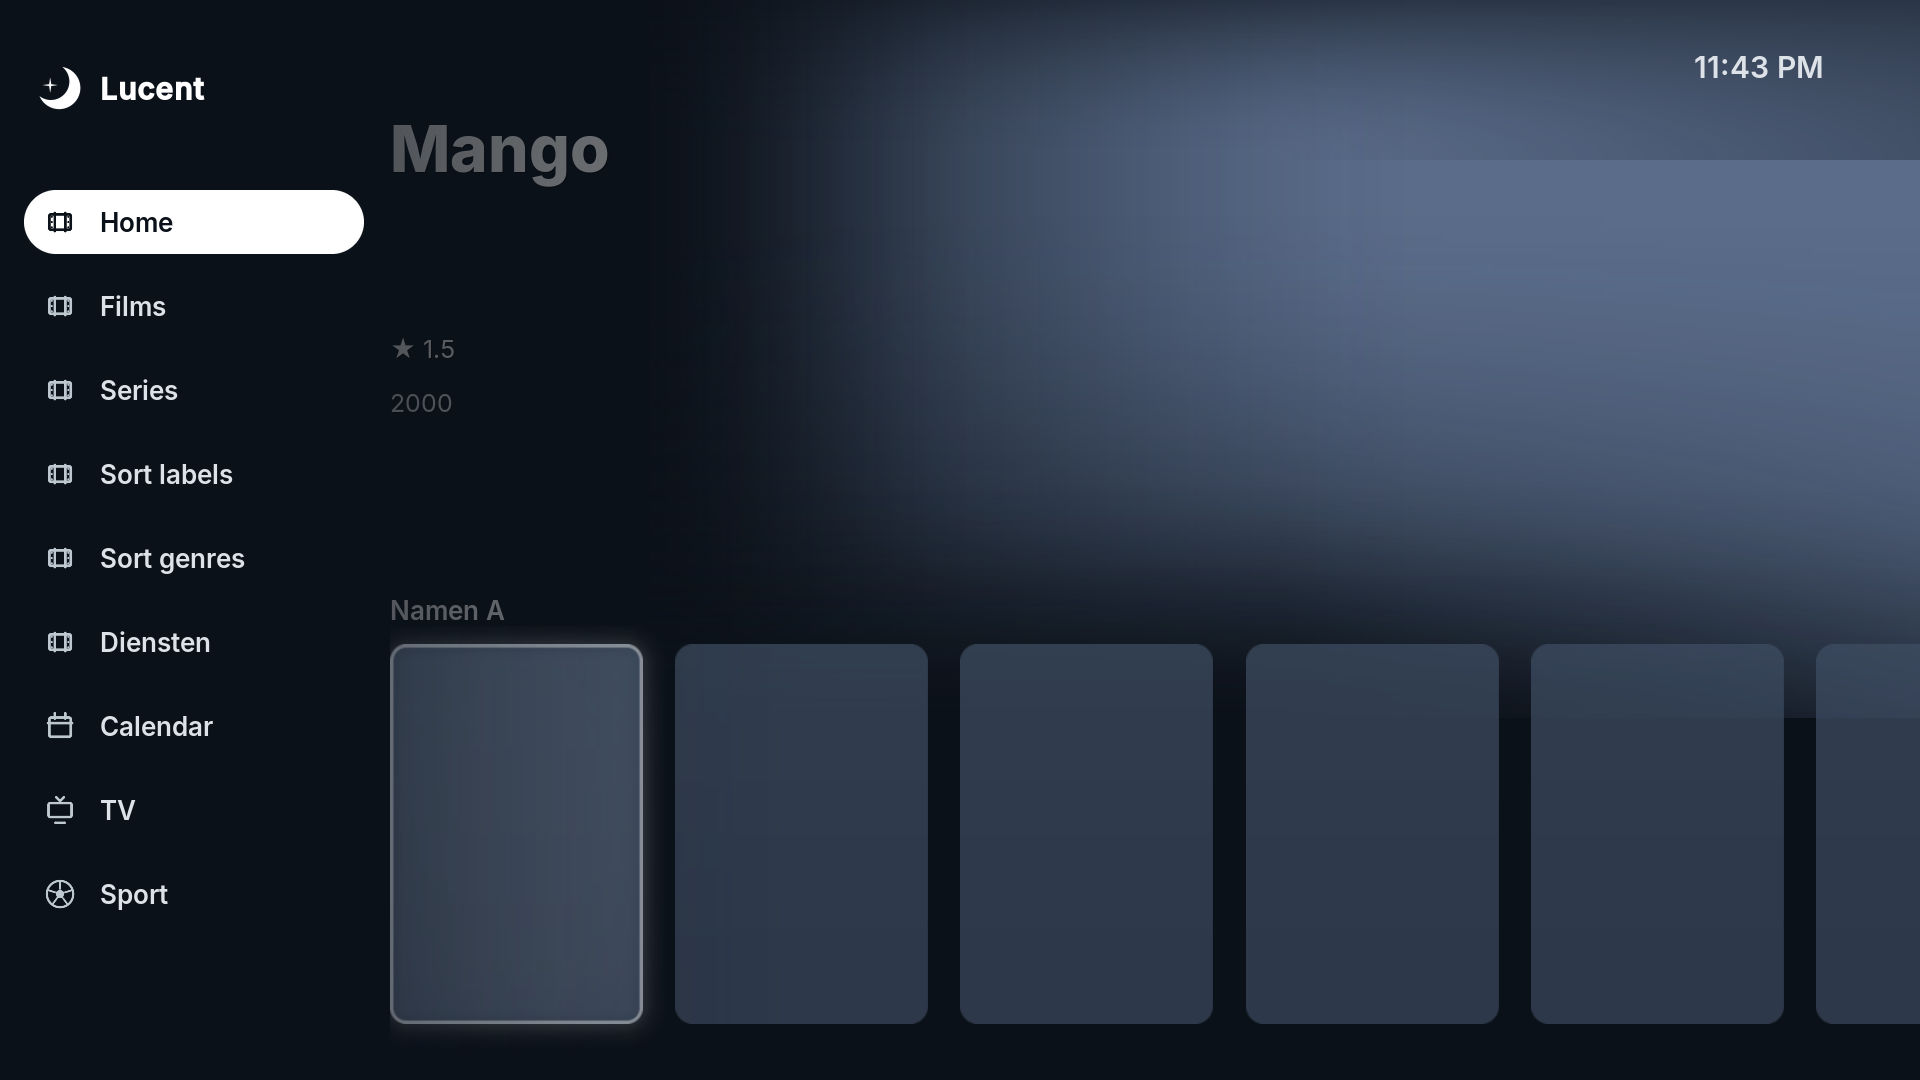 Lucent
11:43 PM
Mango
Home
Films
★ 1.5
Series
2000
Sort labels
Sort genres
Namen A
Diensten
Calendar
TV
Sport